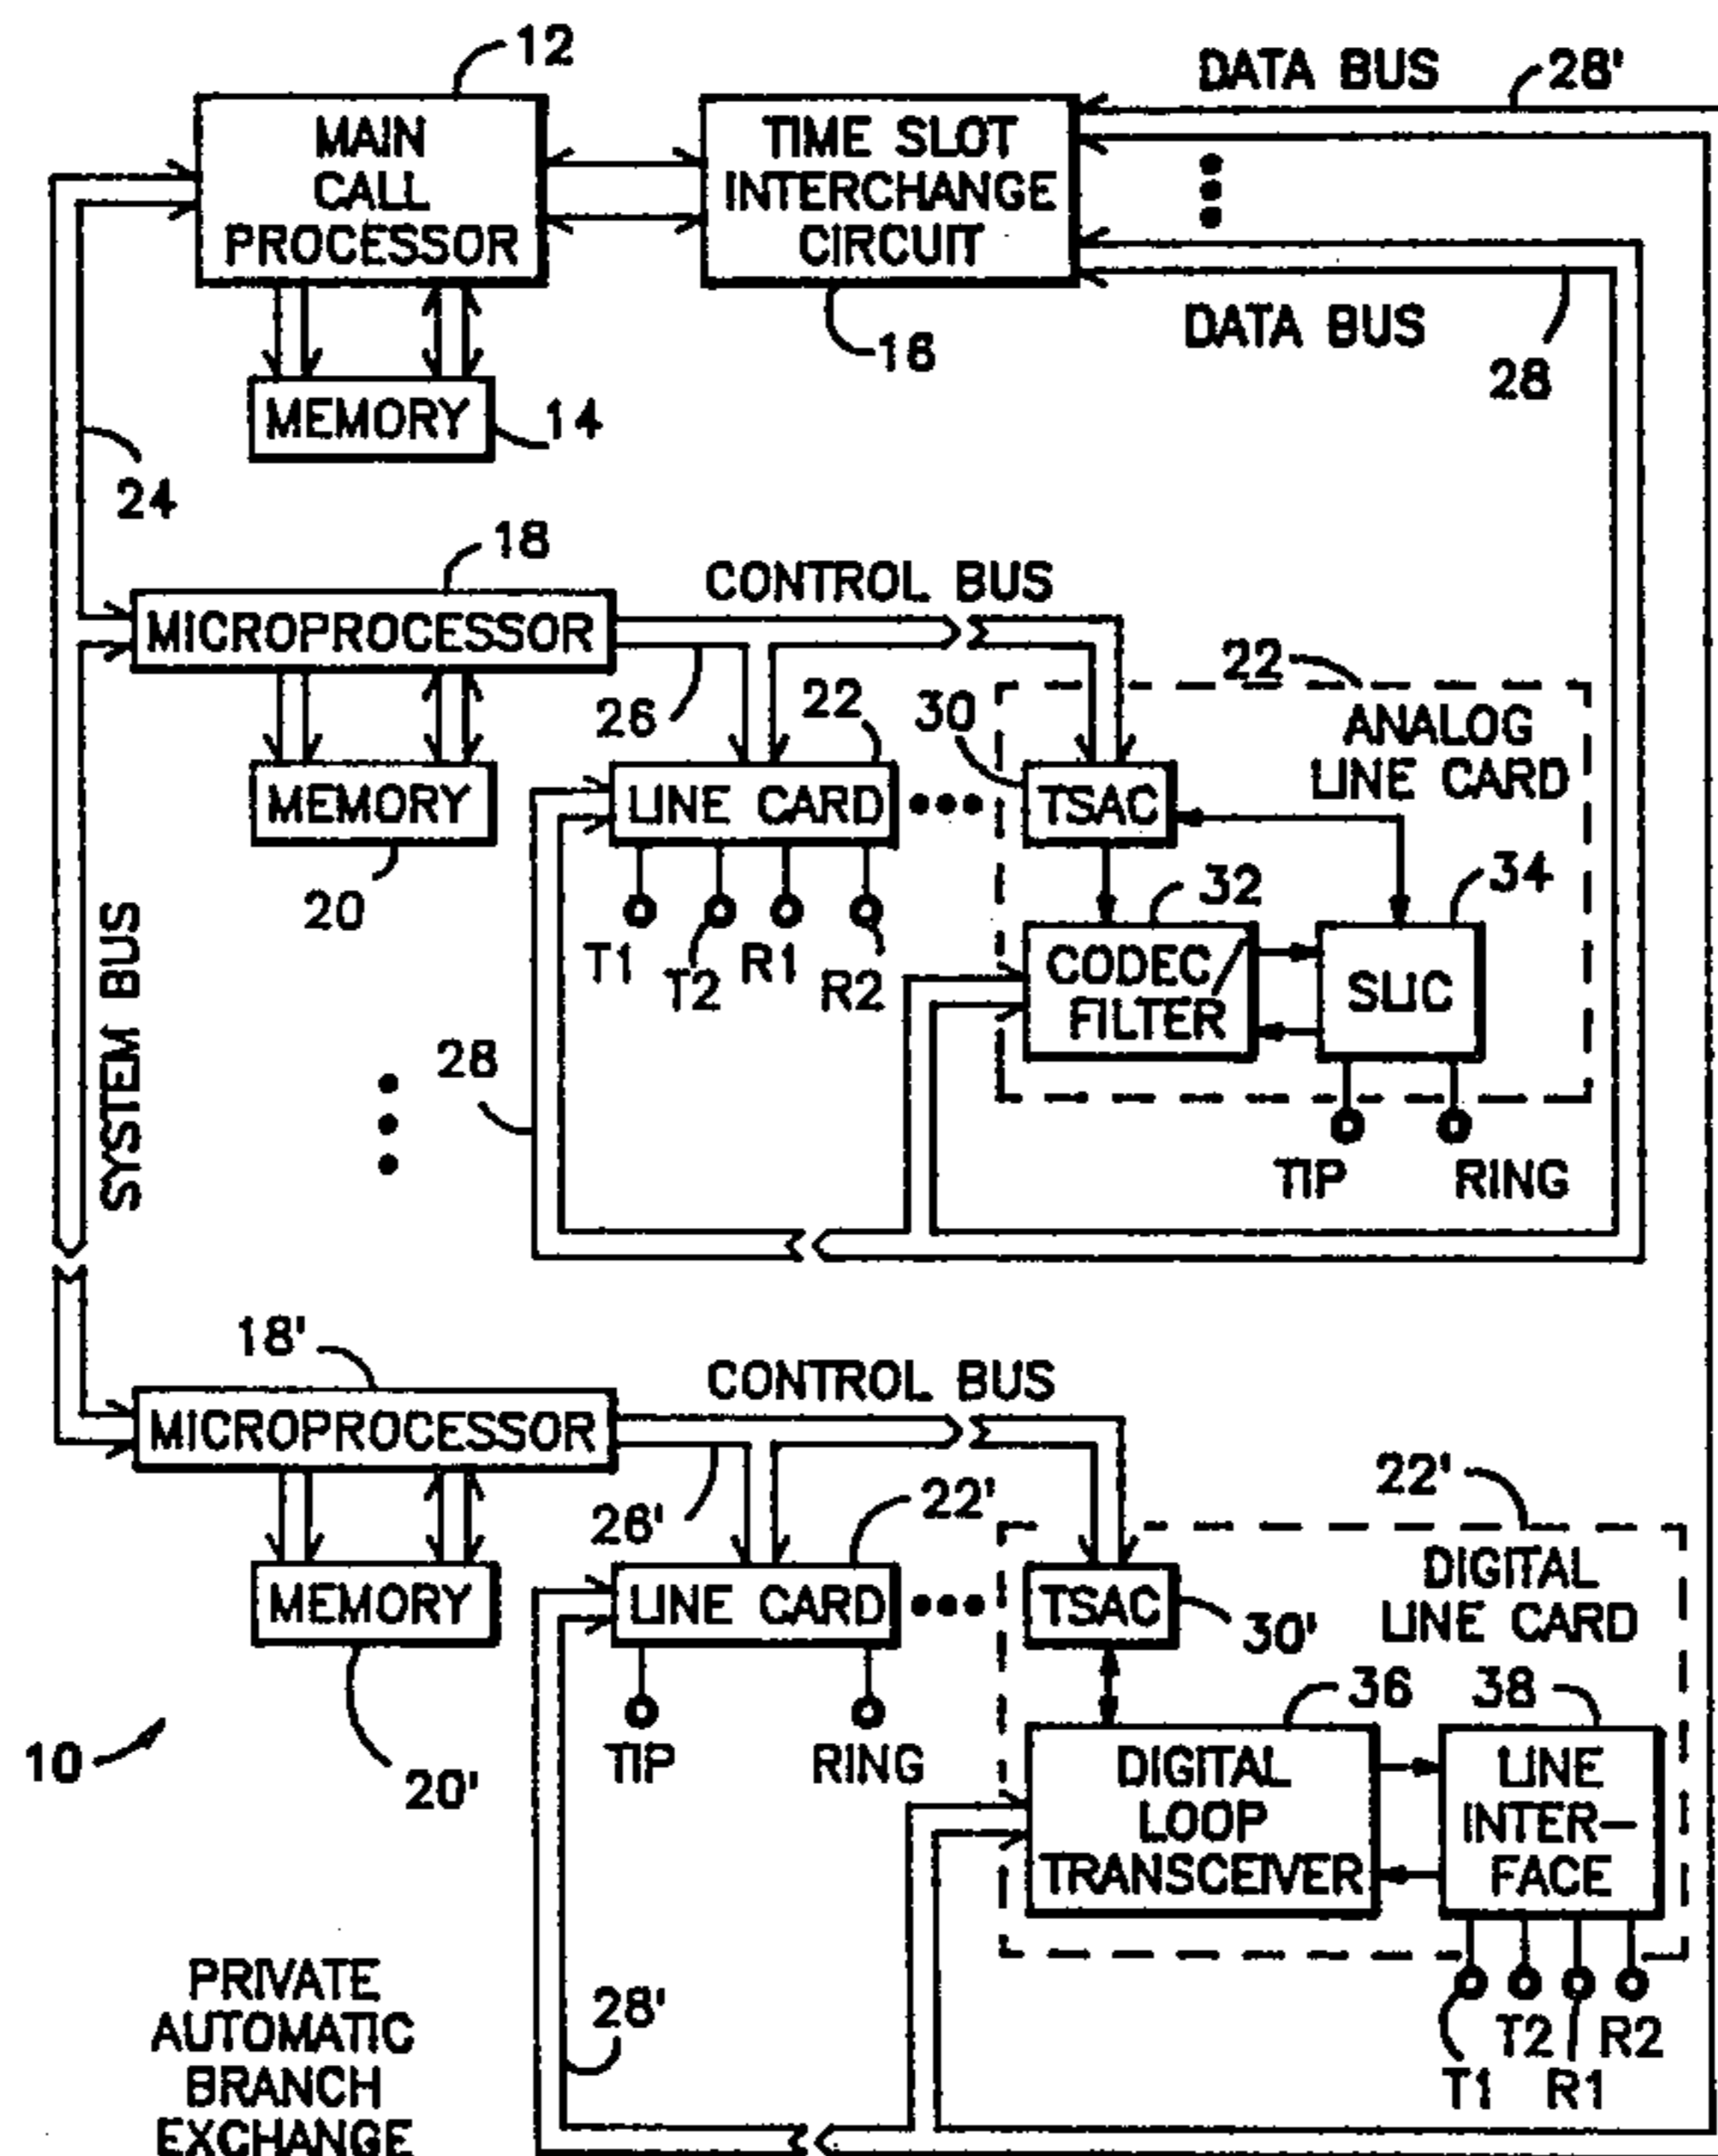 12
DATA BUS
28'
MAIN
CALL
PROCESSOR
TIME SLOT
INTERCHANGE
CIRCUIT
16
DATA BUS
28
MEMORY
14
24
18
CONTROL BUS
MICROPROCESSOR
26
22
30
22
ANALOG
LINE CARD
MEMORY
LINE CARD
TSAC
20
T1
T2
R1
R2
32
34
CODEC
FILTER
SLIC
SYSTEM BUS
28
TIP
RING
18'
CONTROL BUS
MICROPROCESSOR
26'
22'
22'
DIGITAL
LINE CARD
MEMORY
LINE CARD
TSAC
30'
36
38
10
20'
TIP
RING
DIGITAL
LOOP
TRANSCEIVER
LINE
INTER-
FACE
PRIVATE
AUTOMATIC
BRANCH
EXCHANGE
28'
T1
T2
R1
R2